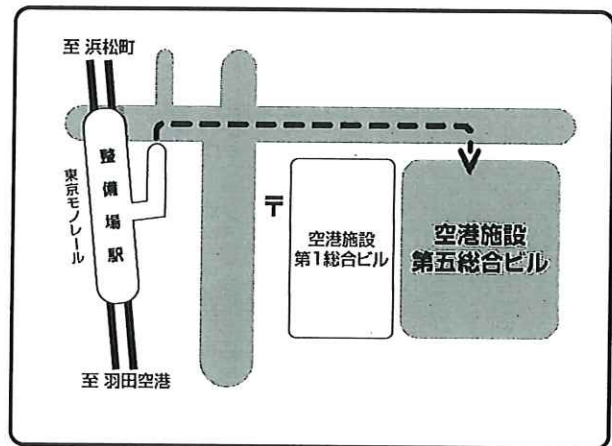 至 浜松町
整備場駅
東京モノレール
〒
空港施設
第1総合ビル
空港施設
第五総合ビル
至 羽田空港